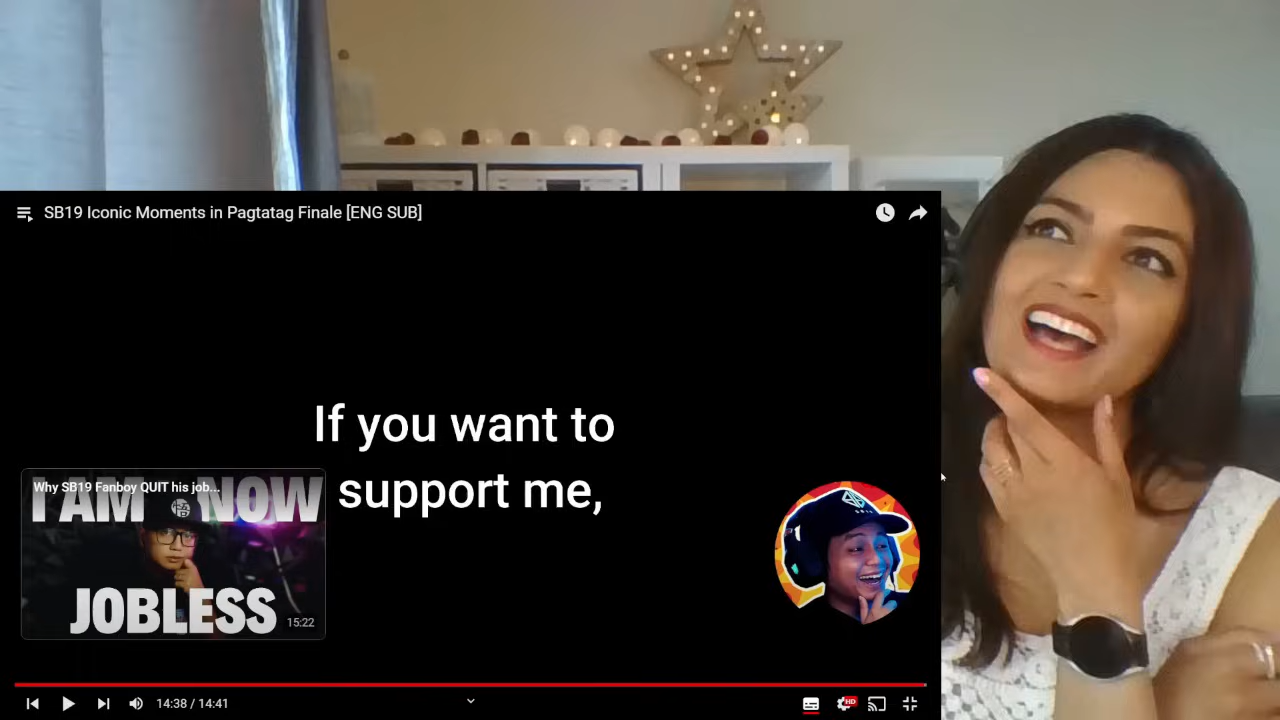 SB19 Iconic Moments in Pagtatag Finale [ENG SUB]
If you want to
support me,
Why SB19 Fanboy QUIT his job...
I AM NOW
JOBLESS
15:22
14:38 / 14:41
HD